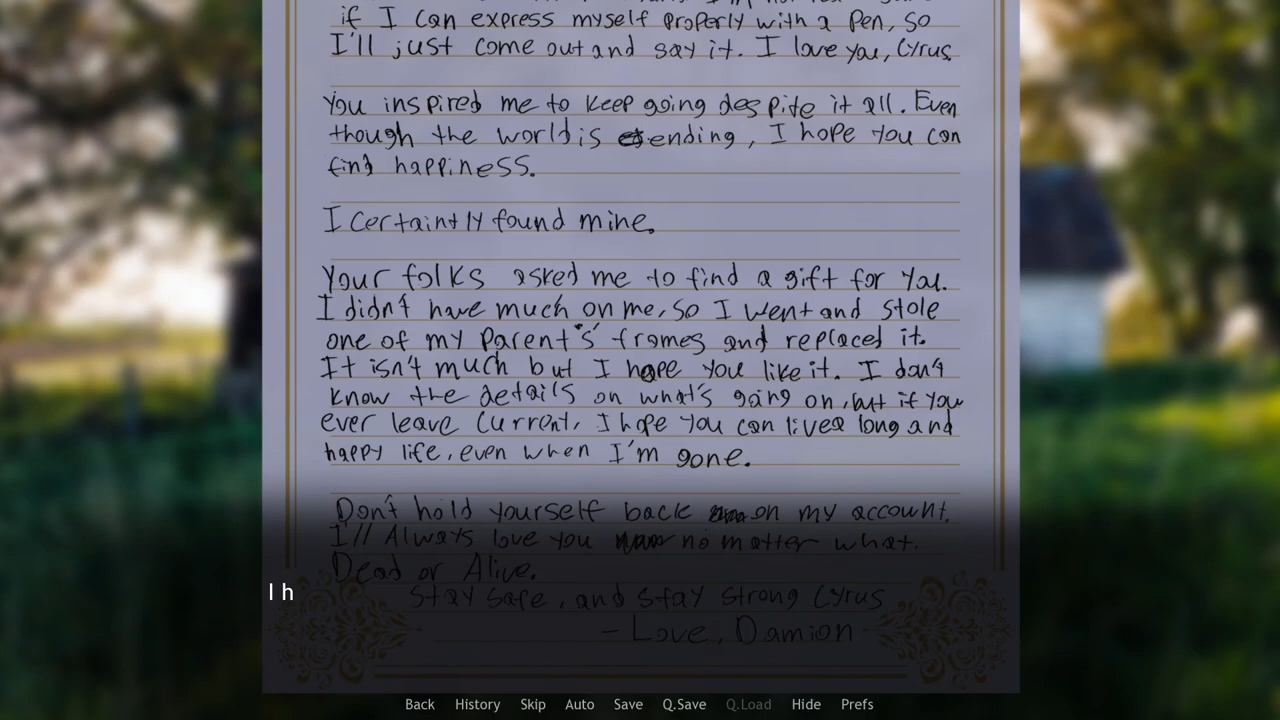 if I can express myself properly with a pen, so
I'll just come out and say it. I love you, Cyrus
You inspired me to keep going despite it all. Even
though the world is ending, I hope you can
find happiness.
I certaintly found mine.
Your folks asked me to find a gift for you.
I didn't have much on me, so I went and stole
one of my Parent's frames and replaced it.
It isn't much but I hope you like it. I don't
know the details on what's going on, but if you
ever leave Current, I hope you can live a long and
happy life, even when I'm gone.
Don't hold yourself back on my account.
I'll Always love you no matter what.
Dead or Alive.
Stay Safe, and Stay Strong Cyrus
- Love, Damion
I h
Back History Skip Auto Save Q.Save Q.Load Hide Prefs